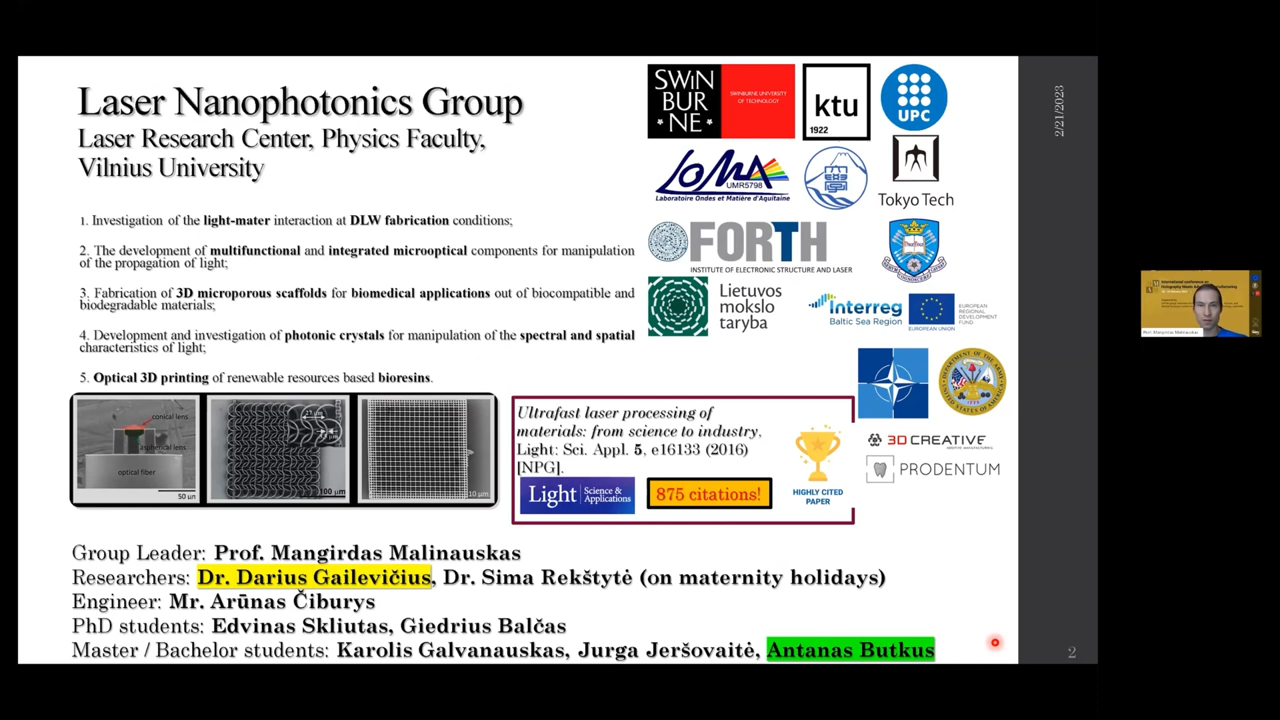 Laser Nanophotonics Group
Laser Research Center, Physics Faculty,
Vilnius University
1. Investigation of the light-mater interaction at DLW fabrication conditions;
2. The development of multifunctional and integrated microoptical components for manipulation
of the propagation of light;
3. Fabrication of 3D microporous scaffolds for biomedical applications out of biocompatible and
biodegradable materials;
4. Development and investigation of photonic crystals for manipulation of the spectral and spatial
characteristics of light;
5. Optical 3D printing of renewable resources based bioresins.
conical lens
aspherical lens
optical fiber
50 µm
100 µm
10 µm
SWIN
BUR
NE
SWINBURNE UNIVERSITY
OF TECHNOLOGY
ktu
1922
UPC
LOMA
UMR5798
Laboratoire Ondes et Matière d'Aquitaine
Tokyo Tech
FORTH
INSTITUTE OF ELECTRONIC STRUCTURE AND LASER
Lietuvos
mokslo
taryba
Interreg
Baltic Sea Region
EUROPEAN UNION
EUROPEAN
REGIONAL
DEVELOPMENT
FUND
3D CREATIVE
PRODENTUM
Ultrafast laser processing of
materials: from science to industry,
Light: Sci. Appl. 5, e16133 (2016)
[NPG].
Light Science &
Applications
875 citations!
HIGHLY CITED
PAPER
Group Leader: Prof. Mangirdas Malinauskas
Researchers: Dr. Darius Gailevičius, Dr. Sima Rekštytė (on maternity holidays)
Engineer: Mr. Arūnas Čiburys
PhD students: Edvinas Skliutas, Giedrius Balčas
Master / Bachelor students: Karolis Galvanauskas, Jurga Jeršovaitė, Antanas Butkus
2/21/2023
2
International conference on
Prof. Mangirdas Malinauskas